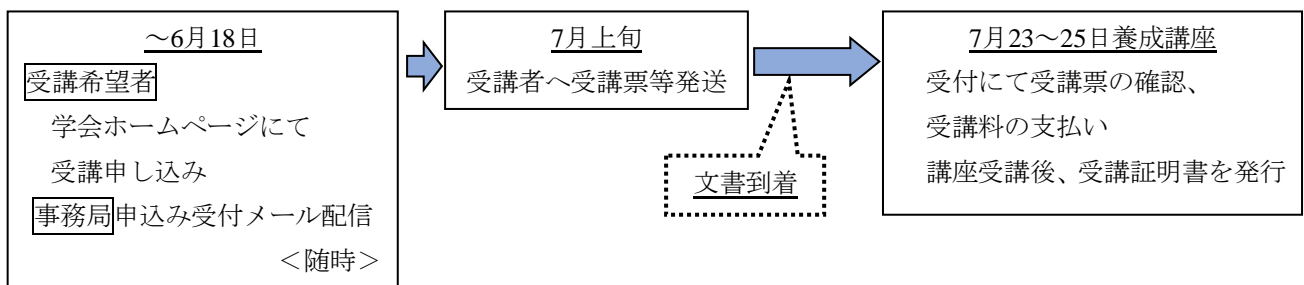 ～6月18日
受講希望者
学会ホームページにて
受講申し込み
事務局申込み受付メール配信
＜随時＞
7月上旬
受講者へ受講票等発送
文書到着
7月23～25日養成講座
受付にて受講票の確認、
受講料の支払い
講座受講後、受講証明書を発行